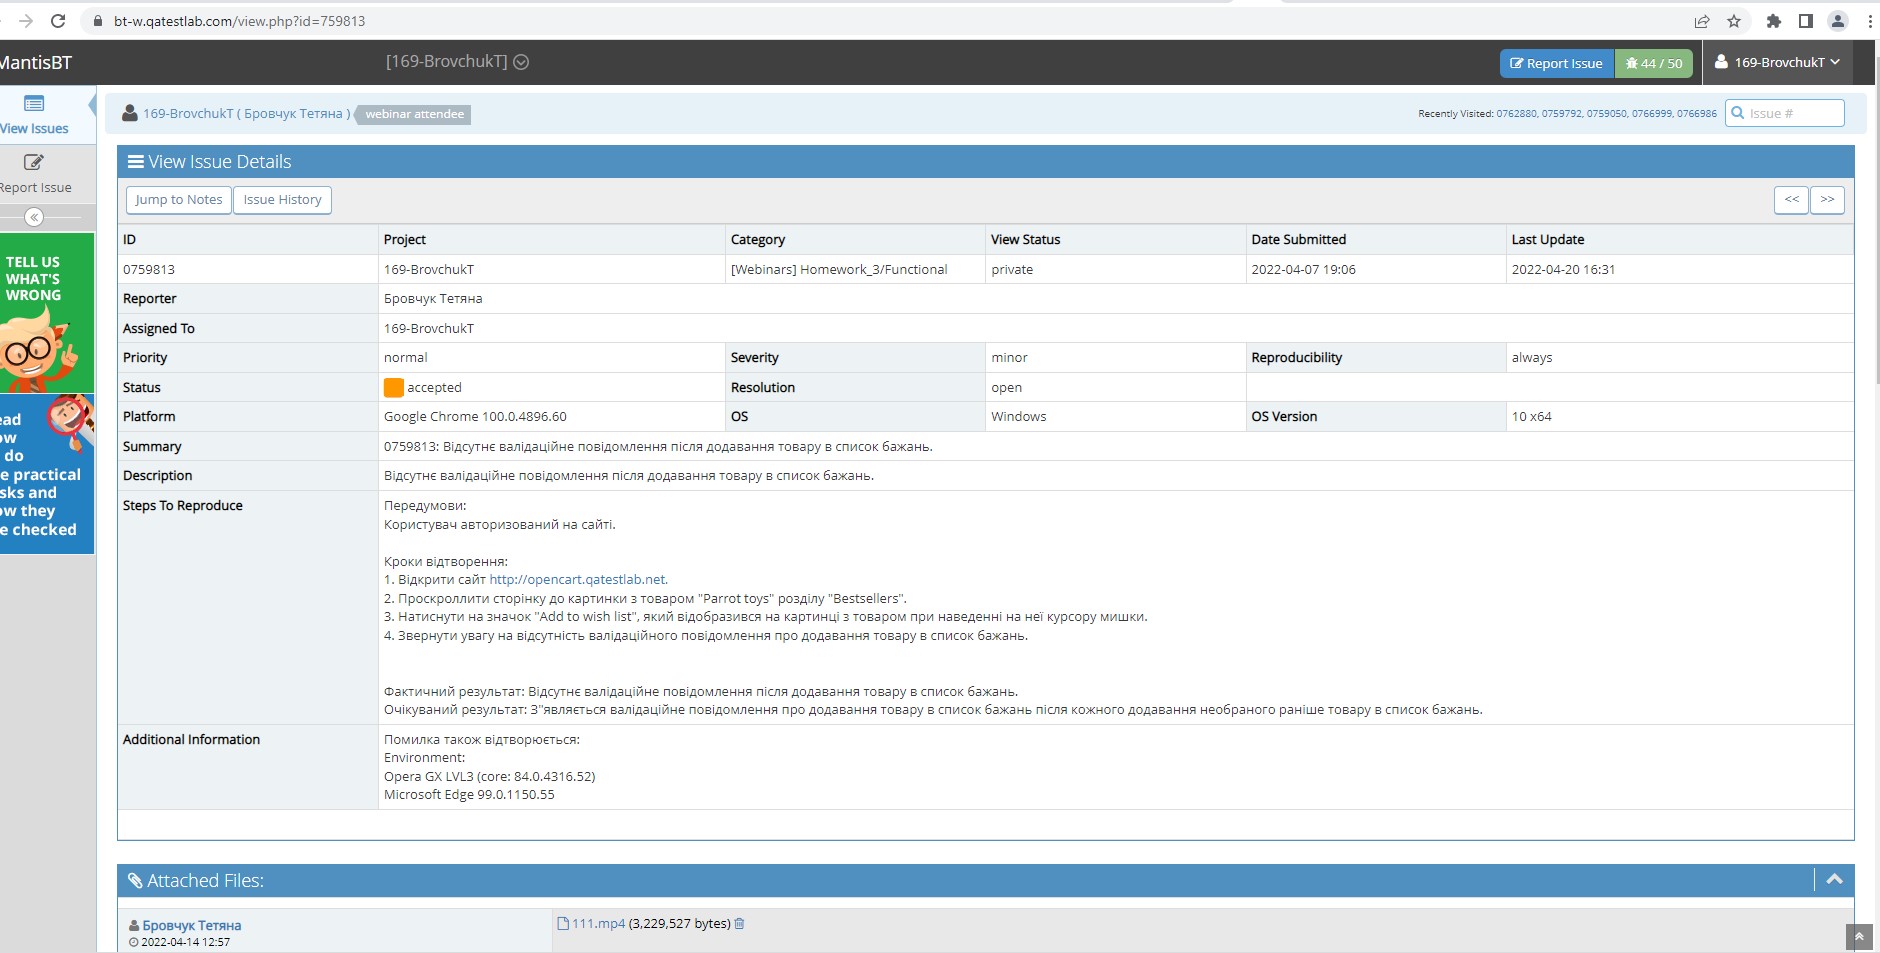 bt-w.qatestlab.com/view.php?id=759813
MantisBT
[169-BrovchukT]
Report Issue
44 / 50
169-BrovchukT
View Issues
Report Issue
TELL US
WHAT'S
WRONG
ead
ow
do
e practical
sks and
ow they
e checked
169-BrovchukT ( Бровчук Тетяна )
webinar attendee
Recently Visited: 0762880, 0759792, 0759050, 0766999, 0766986
Issue #
View Issue Details
Jump to Notes
Issue History
<<
>>
ID Project Category View Status Date Submitted Last Update
0759813 169-BrovchukT [Webinars] Homework_3/Functional private 2022-04-07 19:06 2022-04-20 16:31
Reporter Бровчук Тетяна
Assigned To 169-BrovchukT
Priority normal Severity minor Reproducibility always
Status accepted Resolution open
Platform Google Chrome 100.0.4896.60 OS Windows OS Version 10 x64
Summary 0759813: Відсутнє валідаційне повідомлення після додавання товару в список бажань.
Description Відсутнє валідаційне повідомлення після додавання товару в список бажань.
Steps To Reproduce Передумови:
Користувач авторизований на сайті.
Кроки відтворення:
1. Відкрити сайт http://opencart.qatestlab.net.
2. Проскроллити сторінку до картинки з товаром "Parrot toys" розділу "Bestsellers".
3. Натиснути на значок "Add to wish list", який відобразився на картинці з товаром при наведенні на неї курсору мишки.
4. Звернути увагу на відсутність валідаційного повідомлення про додавання товару в список бажань.
Фактичний результат: Відсутнє валідаційне повідомлення після додавання товару в список бажань.
Очікуваний результат: З"являється валідаційне повідомлення про додавання товару в список бажань після кожного додавання необраного раніше товару в список бажань.
Additional Information Помилка також відтворюється:
Environment:
Opera GX LVL3 (core: 84.0.4316.52)
Microsoft Edge 99.0.1150.55
Attached Files:
Бровчук Тетяна
2022-04-14 12:57
111.mp4 (3,229,527 bytes)